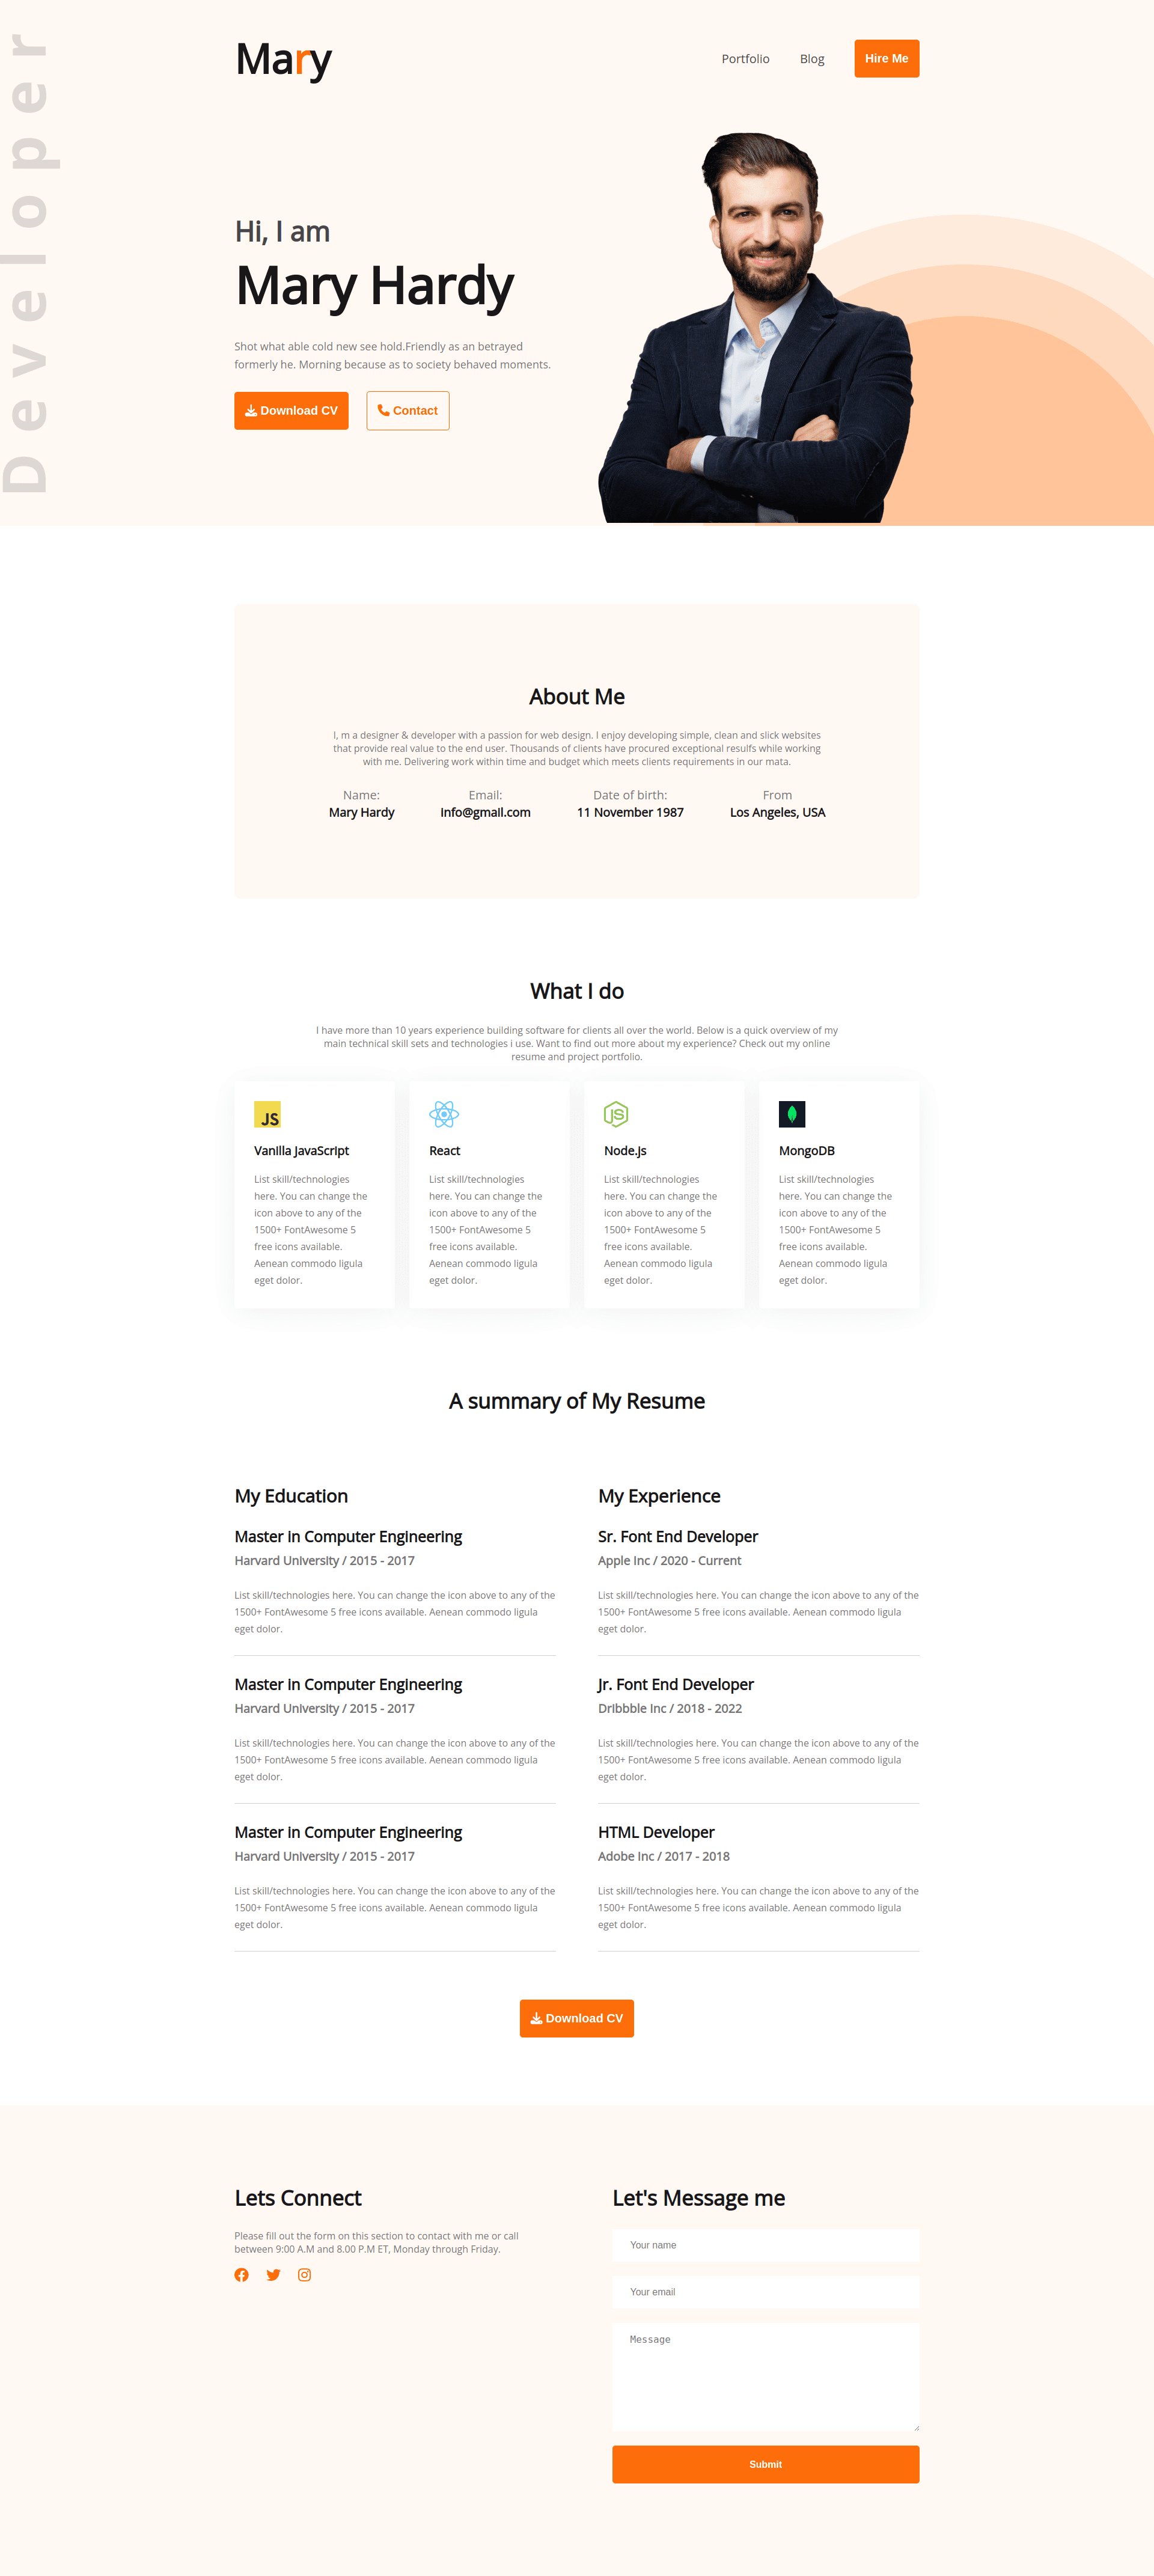 Developer
Mary
Portfolio
Blog
Hire Me
Hi, I am
Mary Hardy
Shot what able cold new see hold.Friendly as an betrayed
formerly he. Morning because as to society behaved moments.
Download CV
Contact
About Me
I, m a designer & developer with a passion for web design. I enjoy developing simple, clean and slick websites
that provide real value to the end user. Thousands of clients have procured exceptional resulfs while working
with me. Delivering work within time and budget which meets clients requirements in our mata.
Name:
Mary Hardy
Email:
info@gmail.com
Date of birth:
11 November 1987
From
Los Angeles, USA
What I do
I have more than 10 years experience building software for clients all over the world. Below is a quick overview of my
main technical skill sets and technologies i use. Want to find out more about my experience? Check out my online
resume and project portfolio.
JS
Vanilla JavaScript
List skill/technologies
here. You can change the
icon above to any of the
1500+ FontAwesome 5
free icons available.
Aenean commodo ligula
eget dolor.
React
List skill/technologies
here. You can change the
icon above to any of the
1500+ FontAwesome 5
free icons available.
Aenean commodo ligula
eget dolor.
JS
Node.js
List skill/technologies
here. You can change the
icon above to any of the
1500+ FontAwesome 5
free icons available.
Aenean commodo ligula
eget dolor.
MongoDB
List skill/technologies
here. You can change the
icon above to any of the
1500+ FontAwesome 5
free icons available.
Aenean commodo ligula
eget dolor.
A summary of My Resume
My Education
Master in Computer Engineering
Harvard University / 2015 - 2017
List skill/technologies here. You can change the icon above to any of the
1500+ FontAwesome 5 free icons available. Aenean commodo ligula
eget dolor.
Master in Computer Engineering
Harvard University / 2015 - 2017
List skill/technologies here. You can change the icon above to any of the
1500+ FontAwesome 5 free icons available. Aenean commodo ligula
eget dolor.
Master in Computer Engineering
Harvard University / 2015 - 2017
List skill/technologies here. You can change the icon above to any of the
1500+ FontAwesome 5 free icons available. Aenean commodo ligula
eget dolor.
My Experience
Sr. Font End Developer
Apple Inc / 2020 - Current
List skill/technologies here. You can change the icon above to any of the
1500+ FontAwesome 5 free icons available. Aenean commodo ligula
eget dolor.
Jr. Font End Developer
Dribbble Inc / 2018 - 2022
List skill/technologies here. You can change the icon above to any of the
1500+ FontAwesome 5 free icons available. Aenean commodo ligula
eget dolor.
HTML Developer
Adobe Inc / 2017 - 2018
List skill/technologies here. You can change the icon above to any of the
1500+ FontAwesome 5 free icons available. Aenean commodo ligula
eget dolor.
Download CV
Lets Connect
Please fill out the form on this section to contact with me or call
between 9:00 A.M and 8.00 P.M ET, Monday through Friday.
Let's Message me
Your name
Your email
Message
Submit